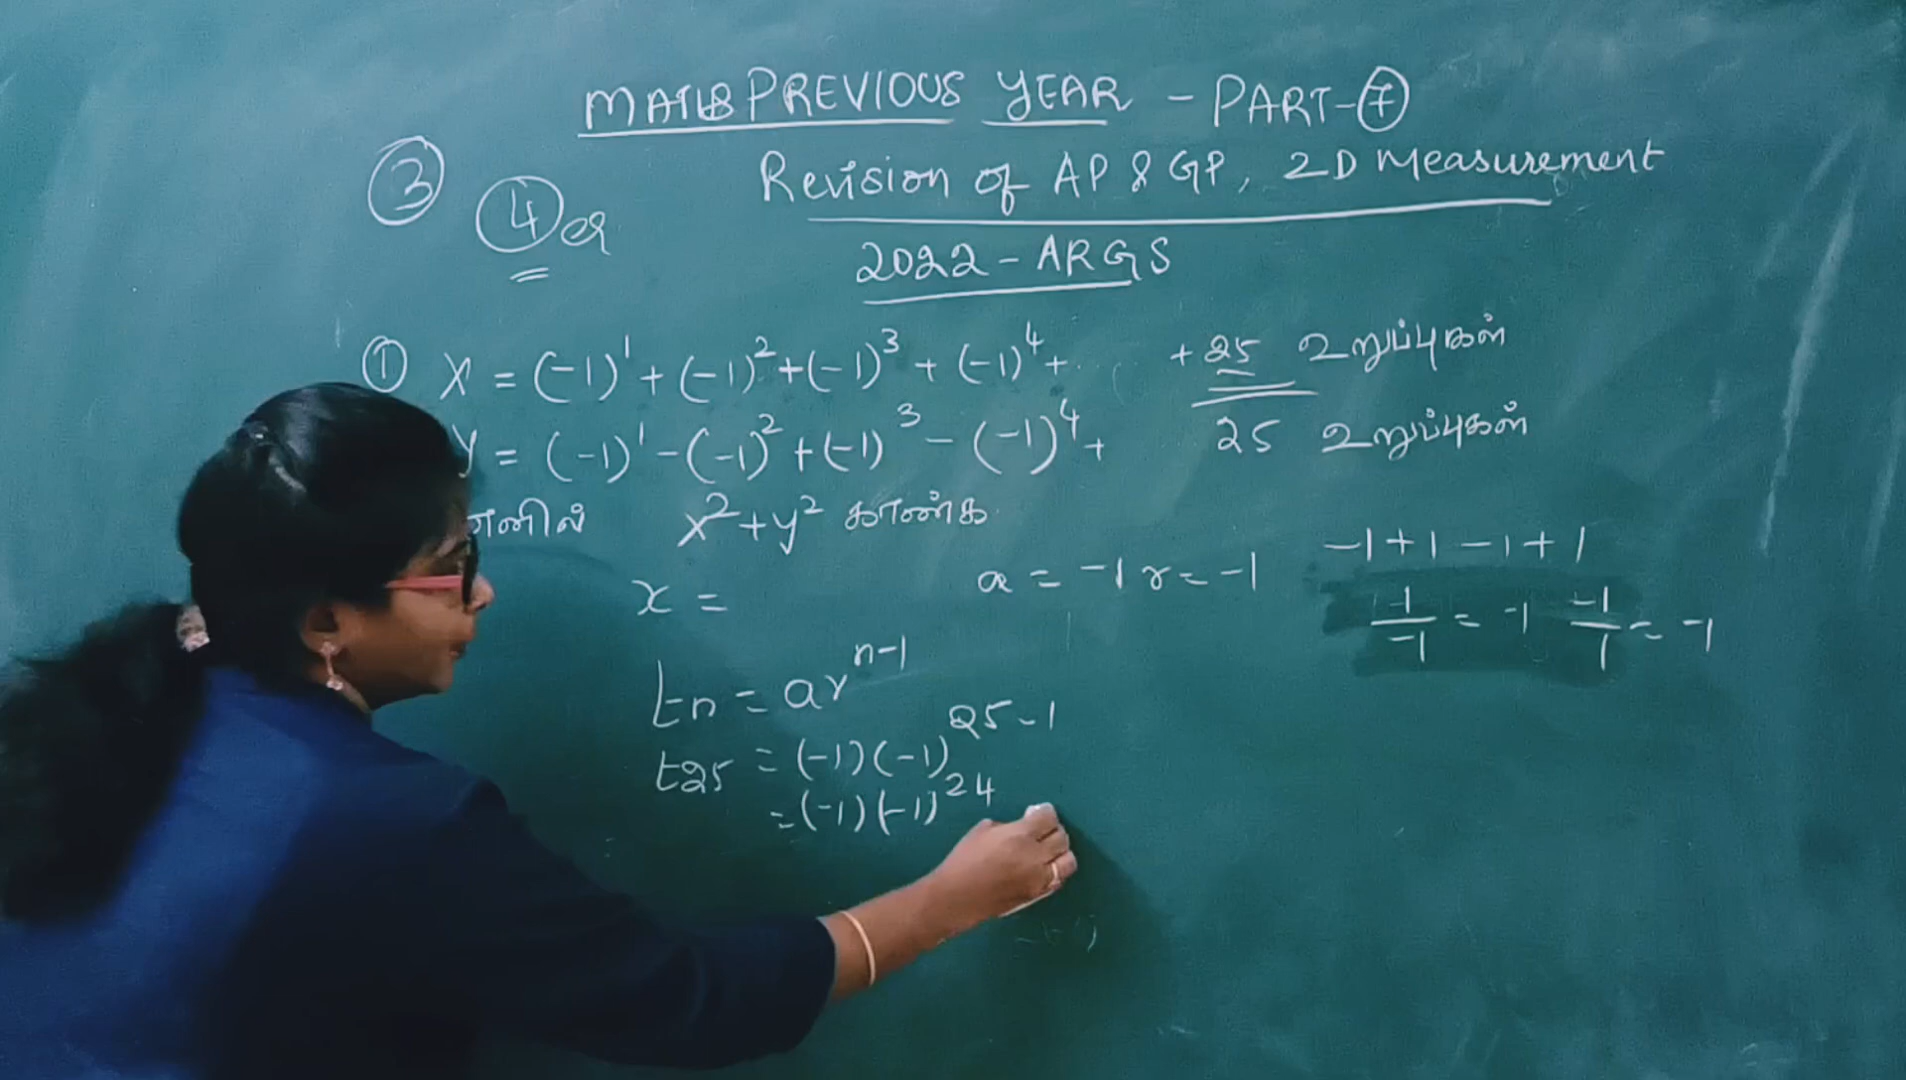 MATHS PREVIOUS YEAR - PART-⑦
Revision of AP & GP, 2D Measurement
③ ④
2022 - ARGS
① X = (-1)¹ + (-1)² + (-1)³ + (-1)⁴ + + 25 உறுப்புகள்
Y = (-1)¹ - (-1)² + (-1)³ - (-1)⁴ + 25 உறுப்புகள்
எனில் x² + y² காண்க
x = a = -1 r = -1
-1 + 1 - 1 + 1
1/-1 = -1 -1/1 = -1
tn = ar^(n-1)
t25 = (-1)(-1)^(25-1)
= (-1)(-1)^24